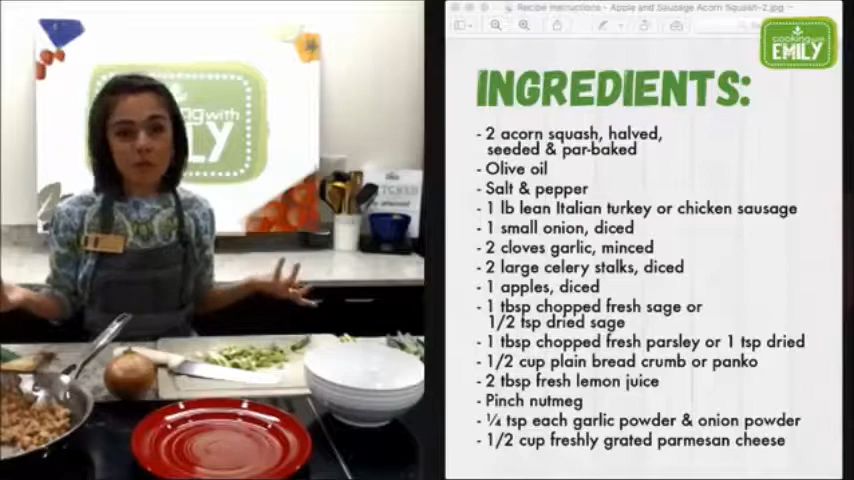 Recipe Instructions - Apple and Sausage Acorn Squash-2.jpg
cooking with
EMILY
INGREDIENTS:
- 2 acorn squash, halved,
seeded & par-baked
- Olive oil
- Salt & pepper
- 1 lb lean Italian turkey or chicken sausage
- 1 small onion, diced
- 2 cloves garlic, minced
- 2 large celery stalks, diced
- 1 apples, diced
- 1 tbsp chopped fresh sage or
1/2 tsp dried sage
- 1 tbsp chopped fresh parsley or 1 tsp dried
- 1/2 cup plain bread crumb or panko
- 2 tbsp fresh lemon juice
- Pinch nutmeg
- ¼ tsp each garlic powder & onion powder
- 1/2 cup freshly grated parmesan cheese
with
LY